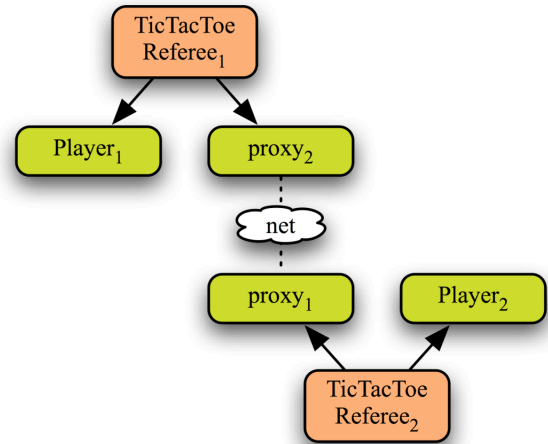 TicTacToe
Referee₁
Player₁
proxy₂
net
proxy₁
Player₂
TicTacToe
Referee₂